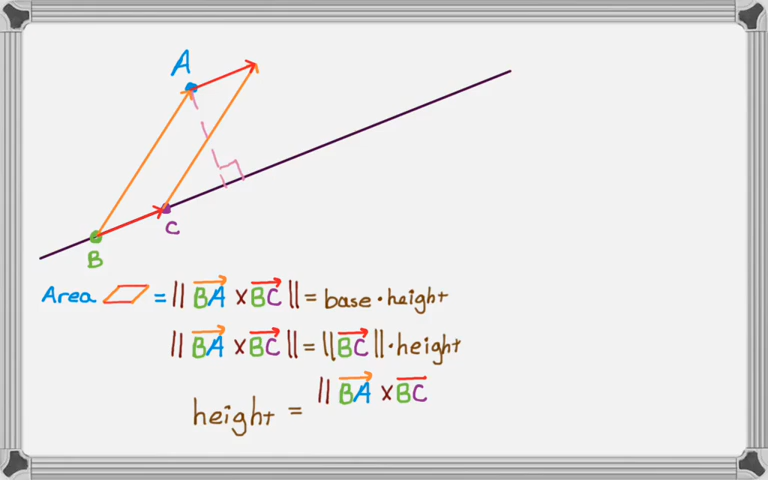 A
C
B
Area ▱ = || BA × BC || = base · height
|| BA × BC || = || BC || · height
height = || BA × BC